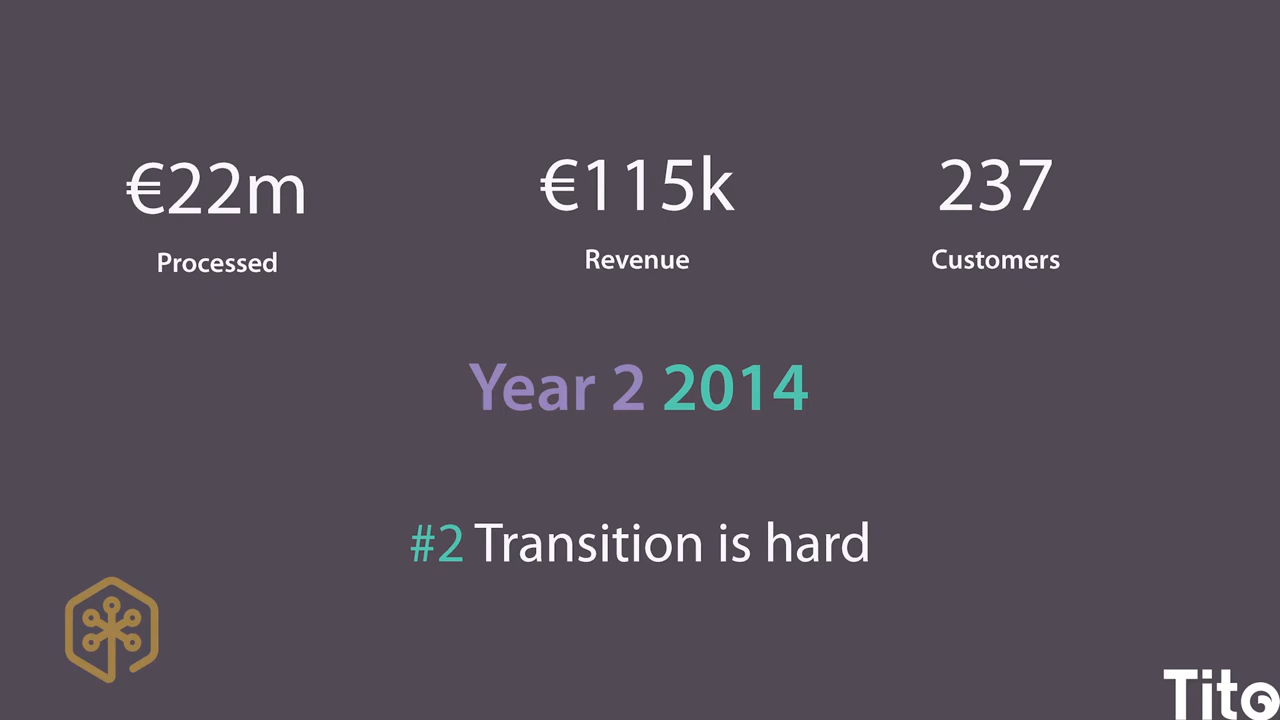 €22m €115k 237
Processed Revenue Customers
Year 2 2014
#2 Transition is hard
Tito